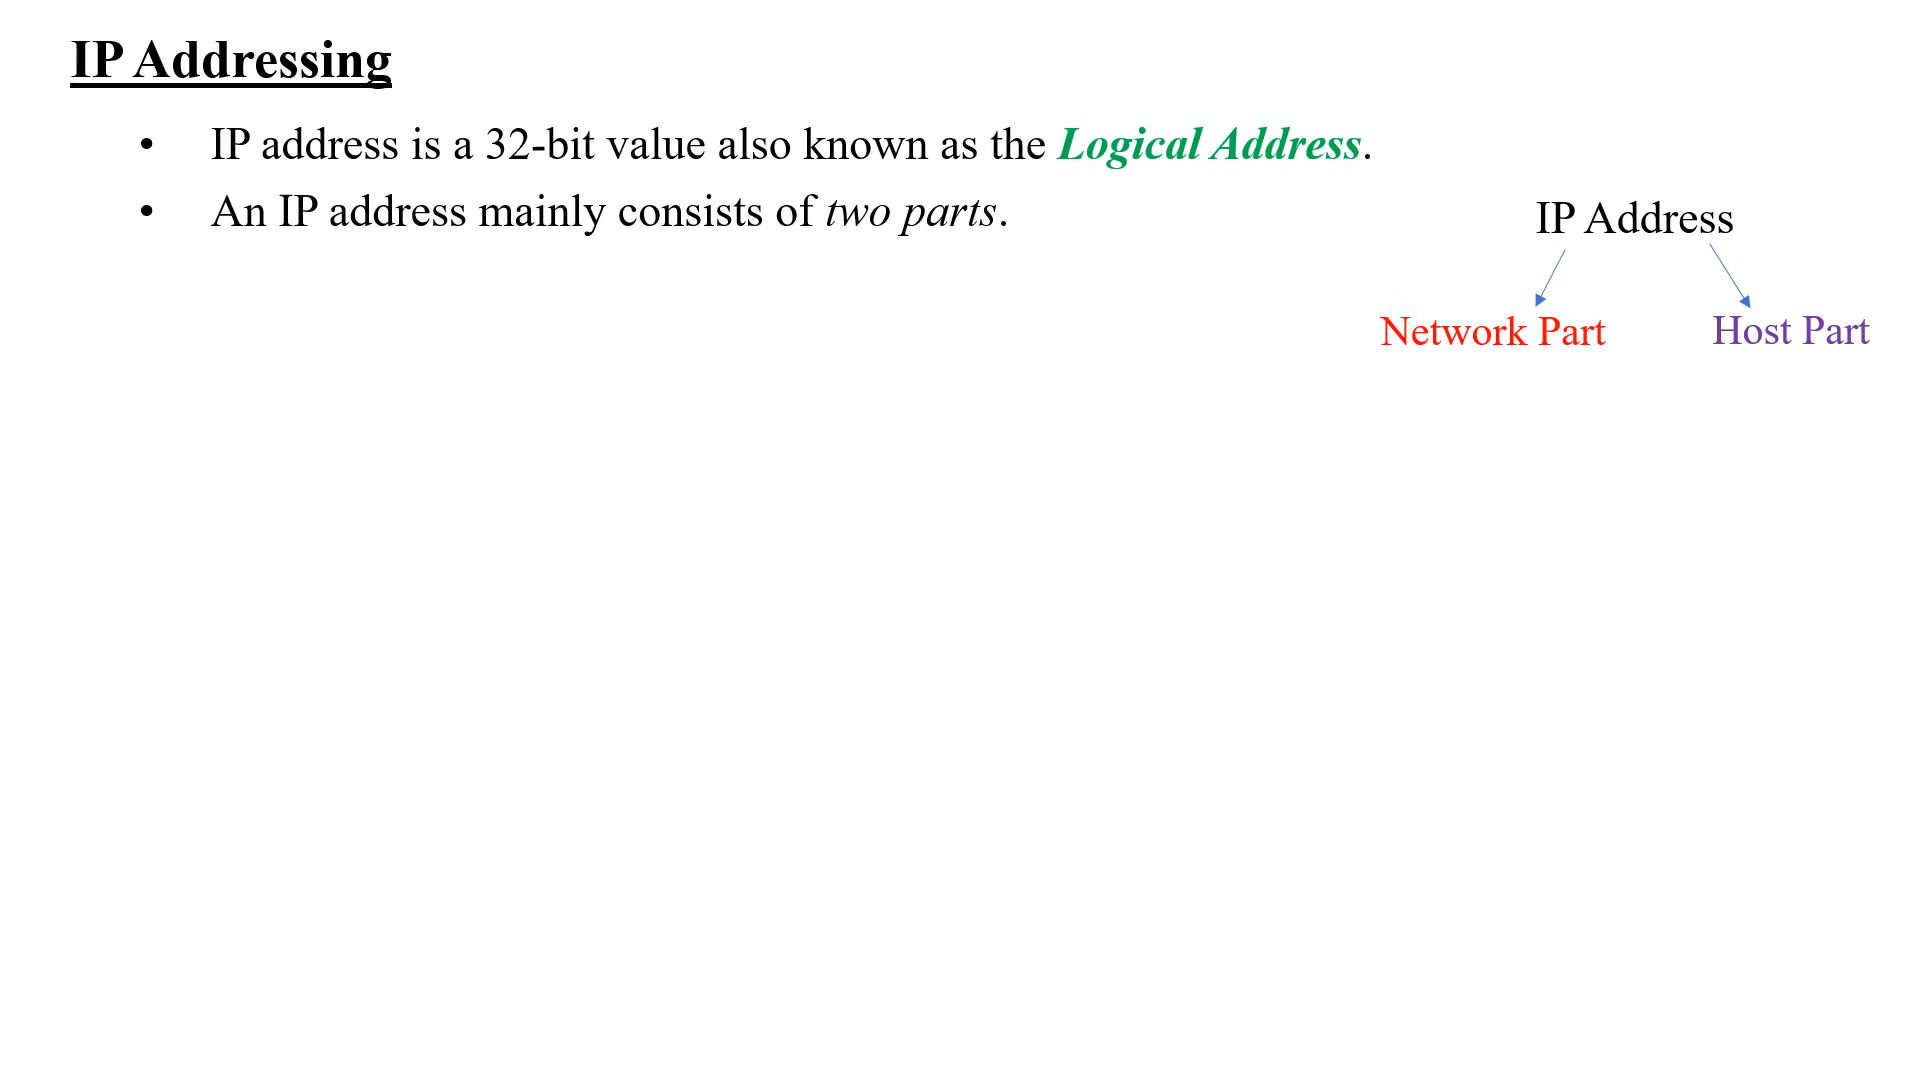 IP Addressing
• IP address is a 32-bit value also known as the Logical Address.
• An IP address mainly consists of two parts.
IP Address
Network Part
Host Part